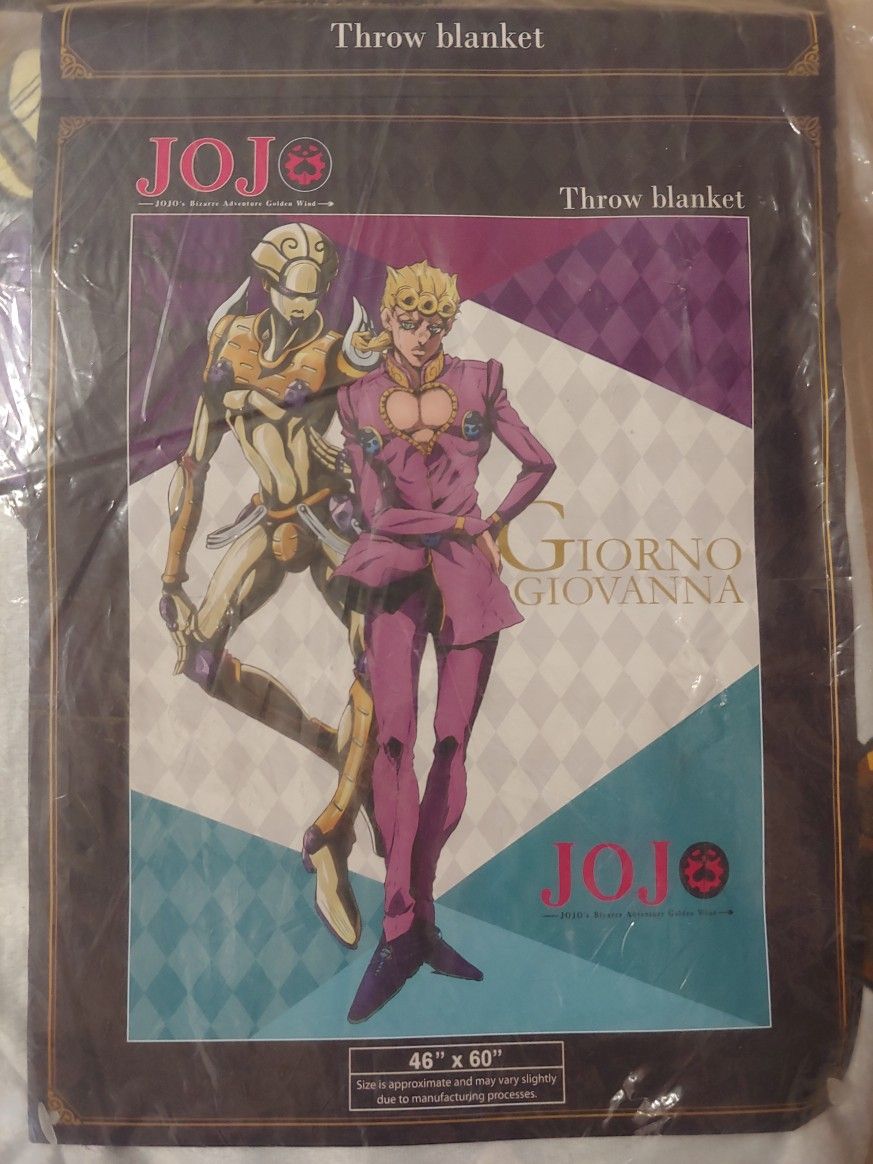 Throw blanket
JOJO
JOJO's Bizarre Adventure Golden Wind
Throw blanket
GIORNO
GIOVANNA
JOJO
JOJO's Bizarre Adventure Golden Wind
46” x 60”
Size is approximate and may vary slightly
due to manufacturing processes.